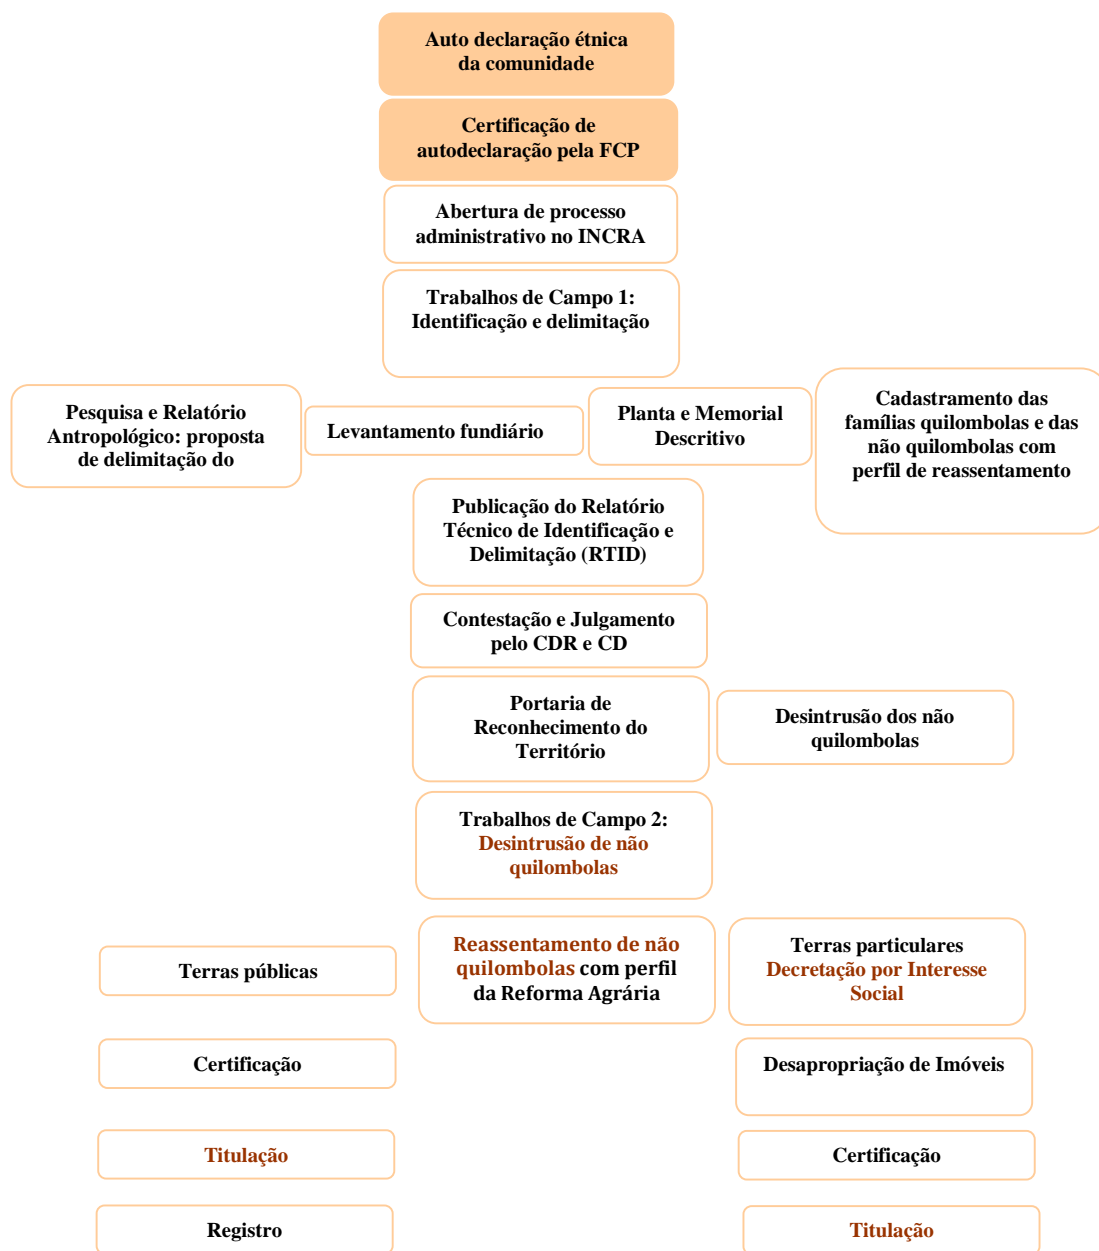 Auto declaração étnica
da comunidade
Certificação de
autodeclaração pela FCP
Abertura de processo
administrativo no INCRA
Trabalhos de Campo 1:
Identificação e delimitação
Pesquisa e Relatório
Antropológico: proposta
de delimitação do
Levantamento fundiário
Planta e Memorial
Descritivo
Cadastramento das
famílias quilombolas e das
não quilombolas com
perfil de reassentamento
Publicação do Relatório
Técnico de Identificação e
Delimitação (RTID)
Contestação e Julgamento
pelo CDR e CD
Portaria de
Reconhecimento do
Território
Desintrusão dos não
quilombolas
Trabalhos de Campo 2:
Desintrusão de não
quilombolas
Terras públicas
Reassentamento de não
quilombolas com perfil
da Reforma Agrária
Terras particulares
Decretação por Interesse
Social
Certificação
Desapropriação de Imóveis
Titulação
Certificação
Registro
Titulação